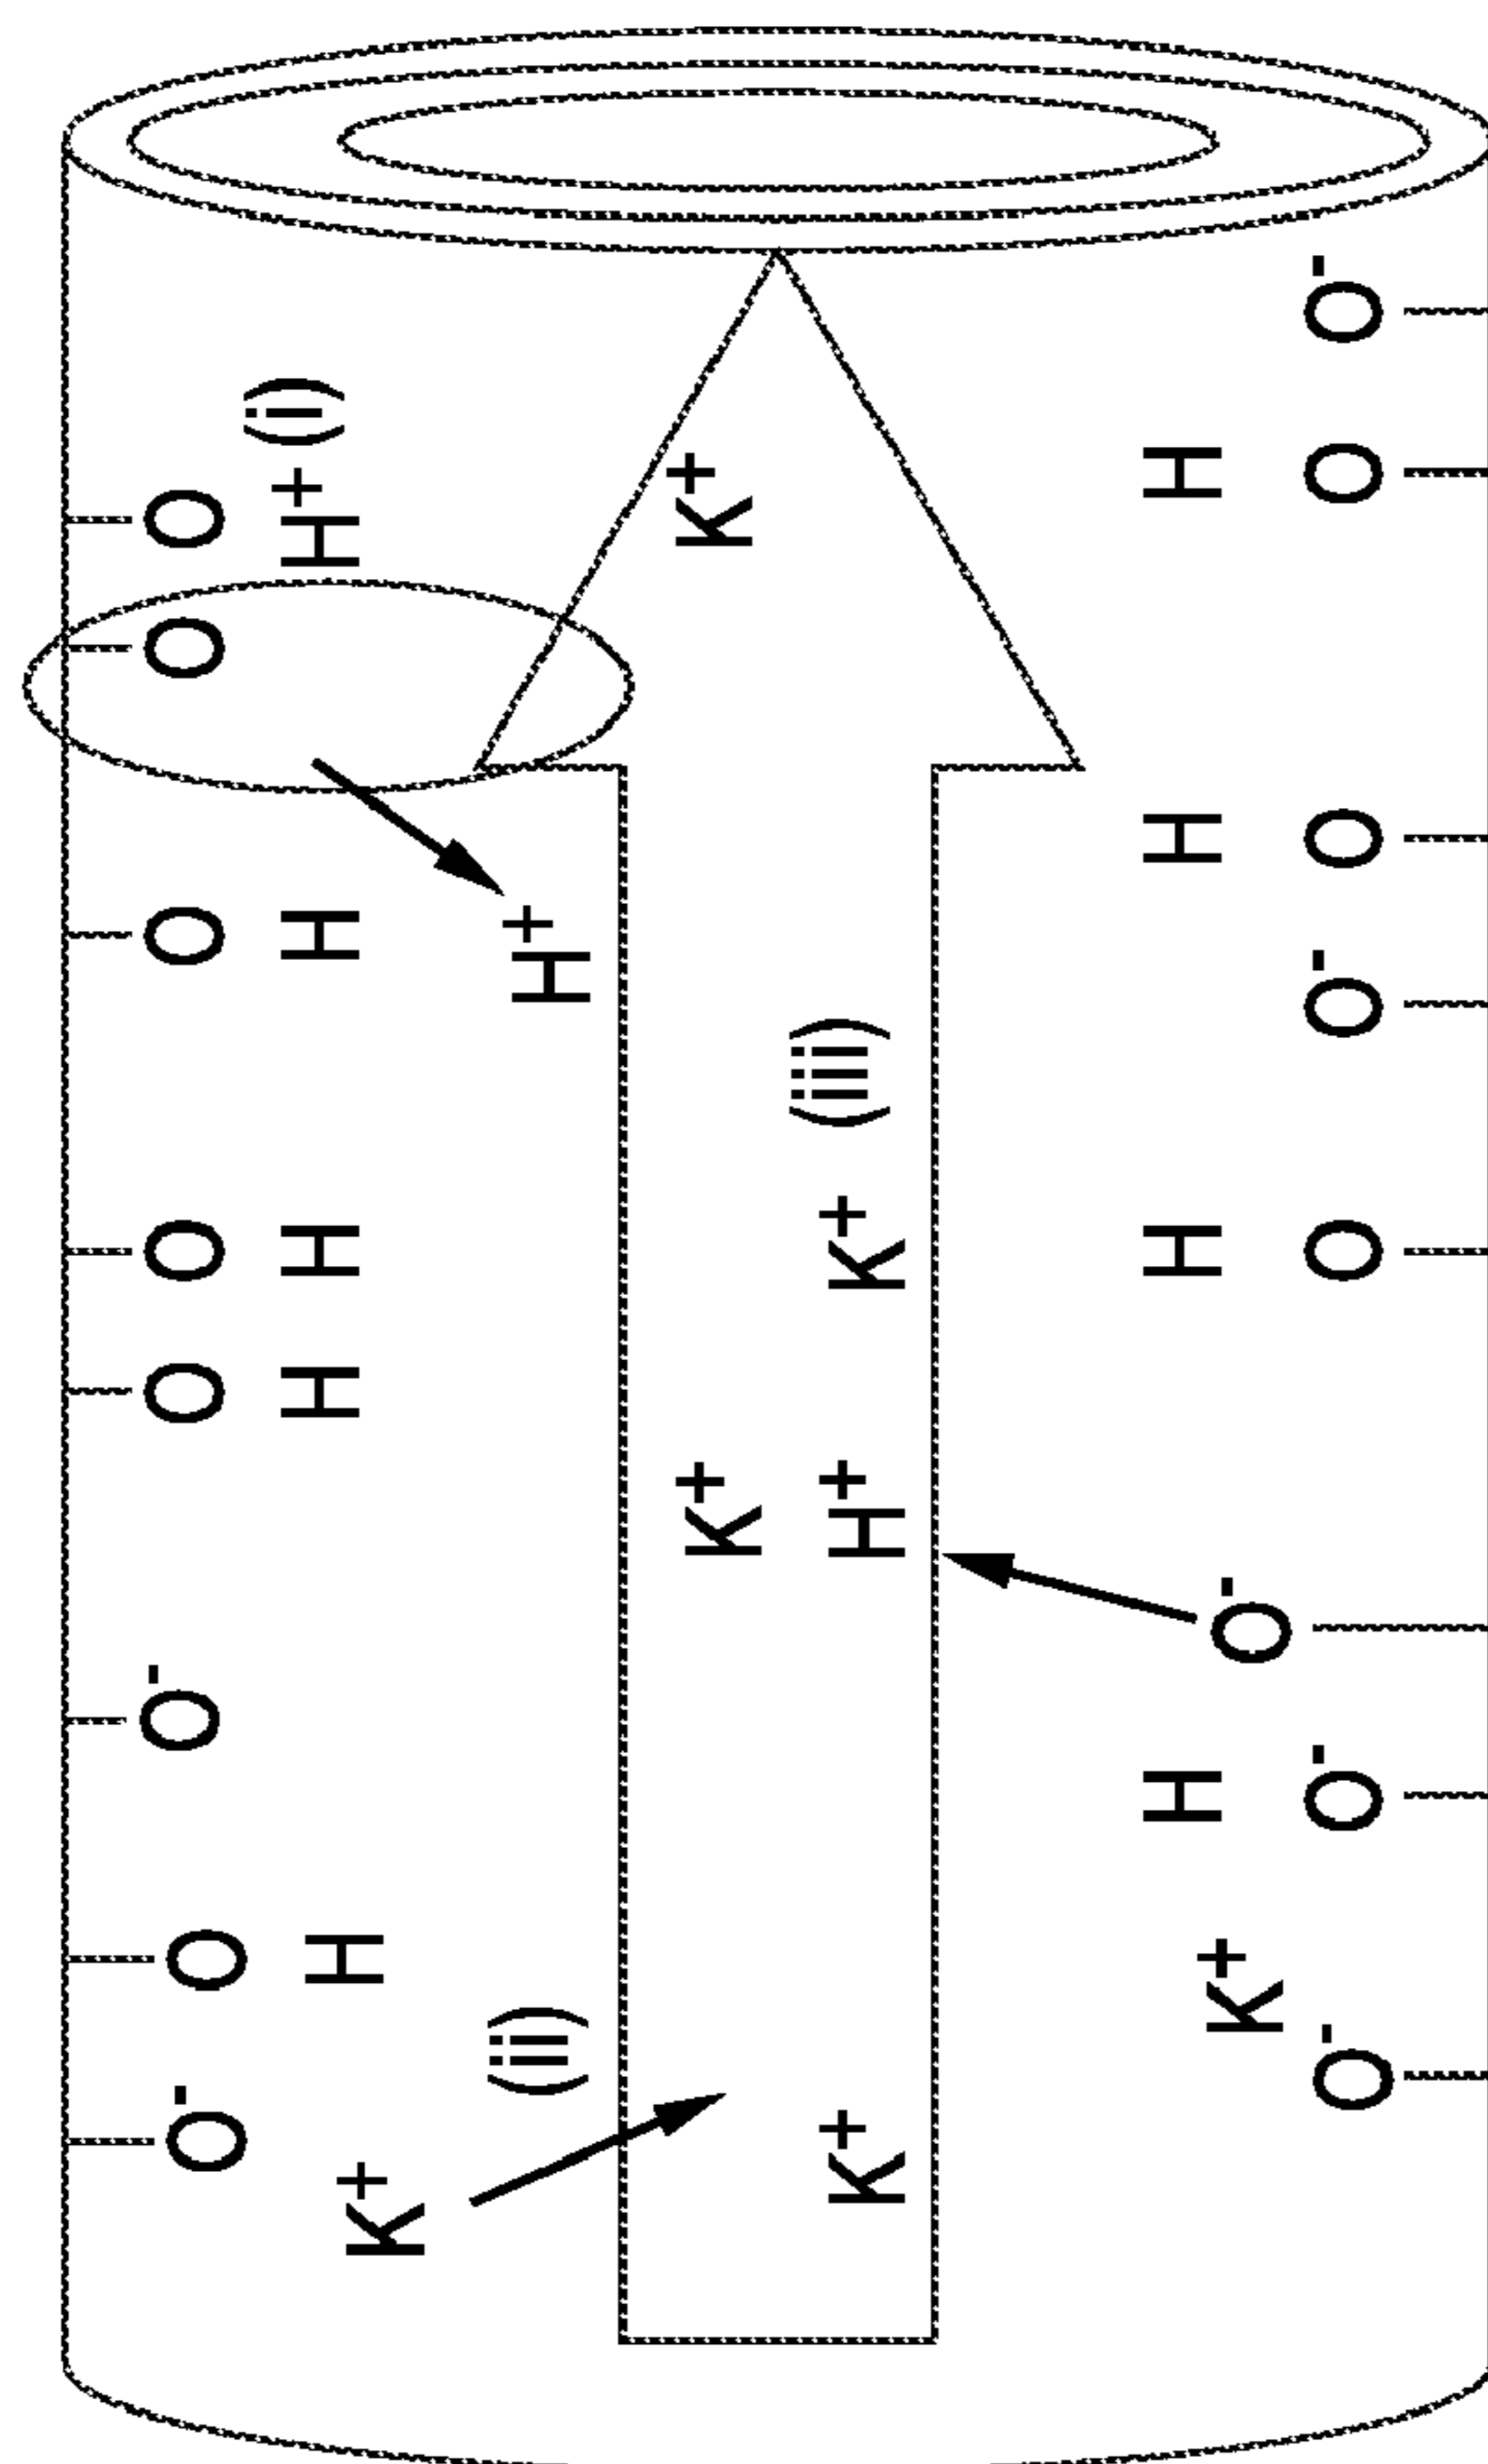 O- O O- O O O O O
K+ H H H H H+ (i)
(ii) H+
K+ K+
K+ H+ K+ (iii)
H H H H
K+ O-
O- O- O O- O O O-